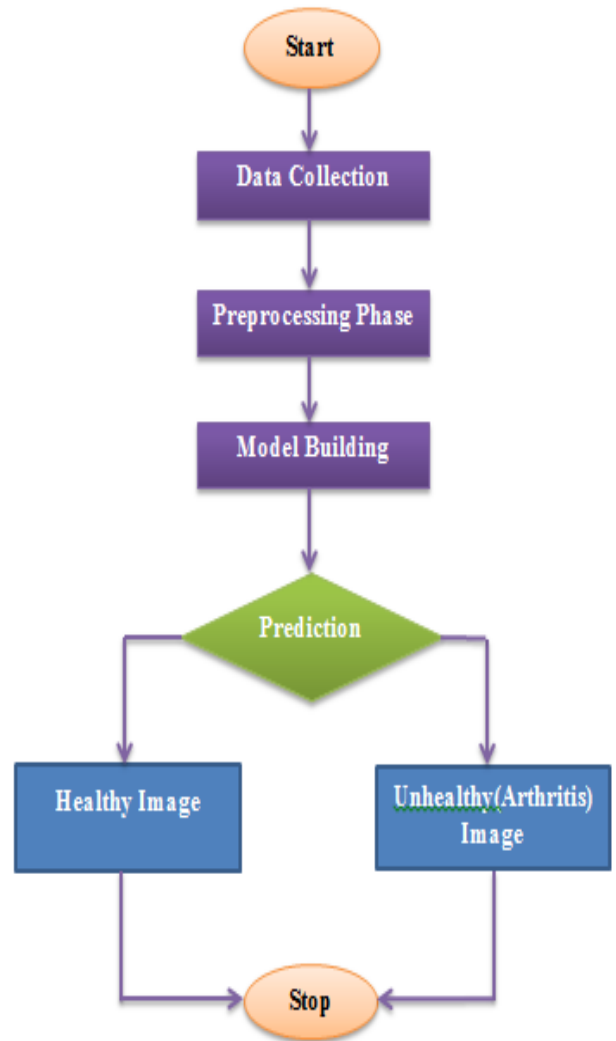 Start
Data Collection
Preprocessing Phase
Model Building
Prediction
Healthy Image
Unhealthy(Arthritis)
Image
Stop